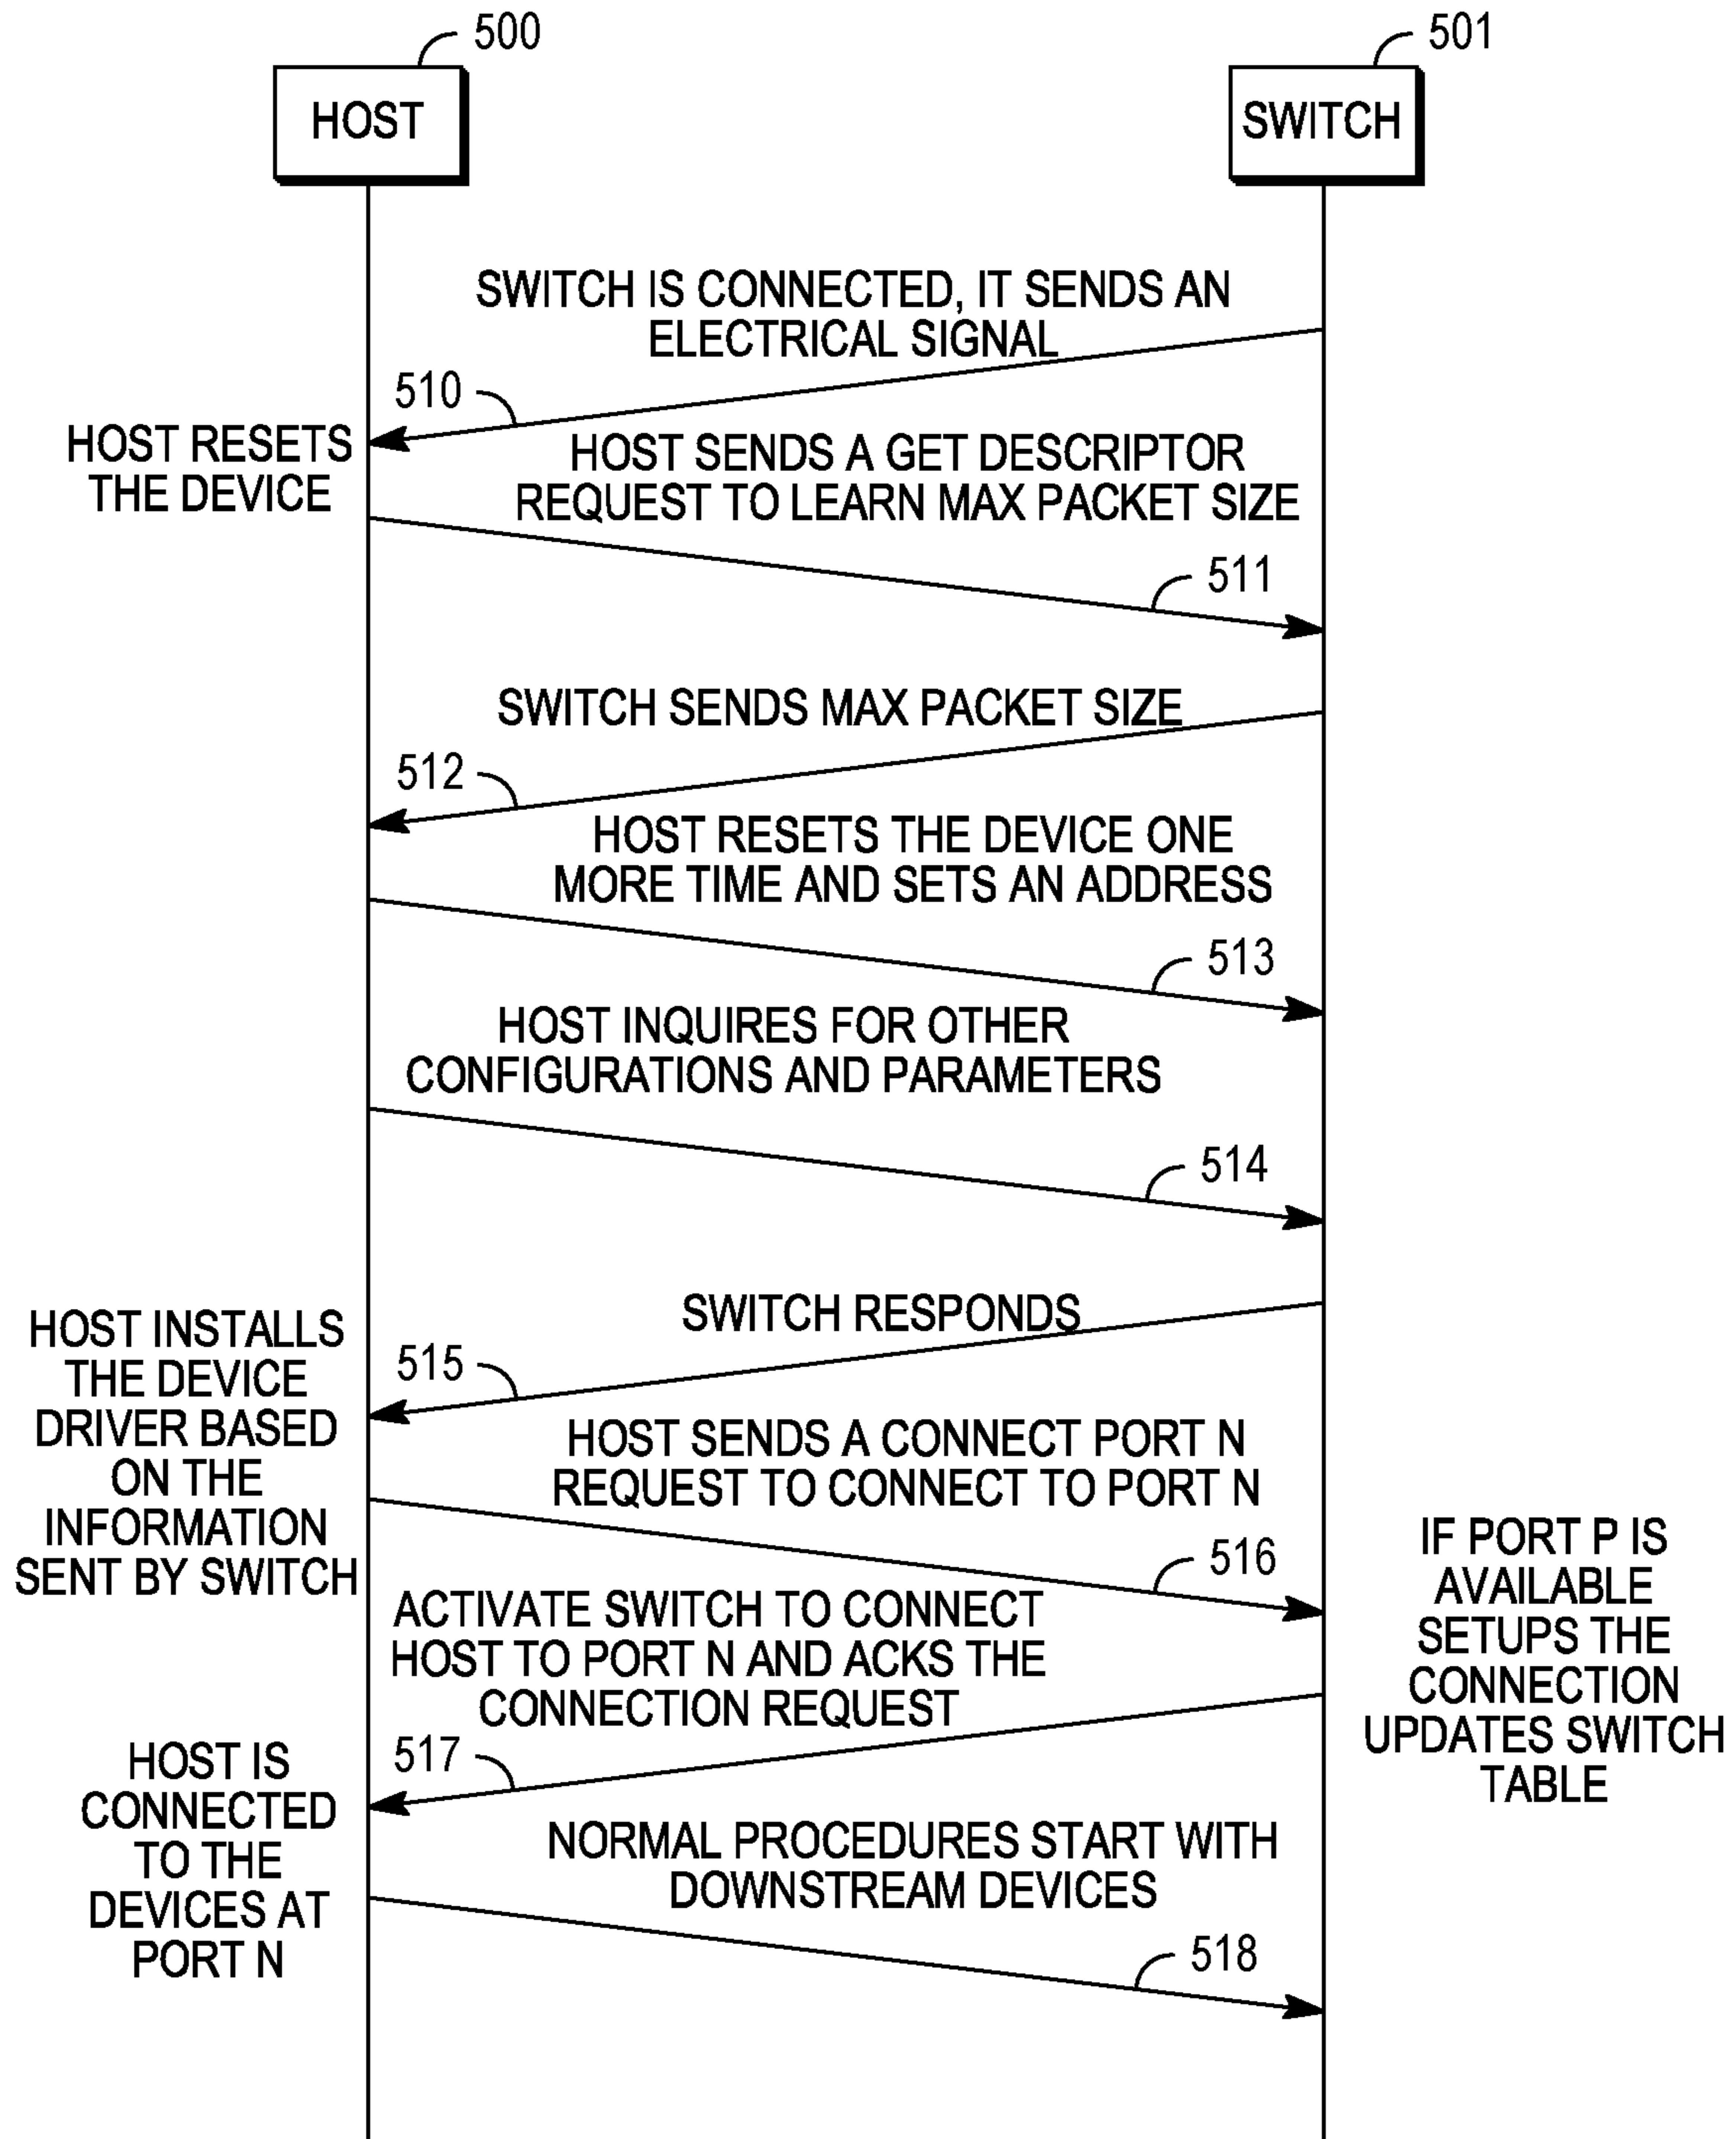 500
HOST
501
SWITCH
SWITCH IS CONNECTED, IT SENDS AN
ELECTRICAL SIGNAL
510
HOST RESETS
THE DEVICE
HOST SENDS A GET DESCRIPTOR
REQUEST TO LEARN MAX PACKET SIZE
511
SWITCH SENDS MAX PACKET SIZE
512
HOST RESETS THE DEVICE ONE
MORE TIME AND SETS AN ADDRESS
513
HOST INQUIRES FOR OTHER
CONFIGURATIONS AND PARAMETERS
514
SWITCH RESPONDS
515
HOST INSTALLS
THE DEVICE
DRIVER BASED
ON THE
INFORMATION
SENT BY SWITCH
HOST SENDS A CONNECT PORT N
REQUEST TO CONNECT TO PORT N
516
IF PORT P IS
AVAILABLE
SETUPS THE
CONNECTION
UPDATES SWITCH
TABLE
ACTIVATE SWITCH TO CONNECT
HOST TO PORT N AND ACKS THE
CONNECTION REQUEST
517
HOST IS
CONNECTED
TO THE
DEVICES AT
PORT N
NORMAL PROCEDURES START WITH
DOWNSTREAM DEVICES
518